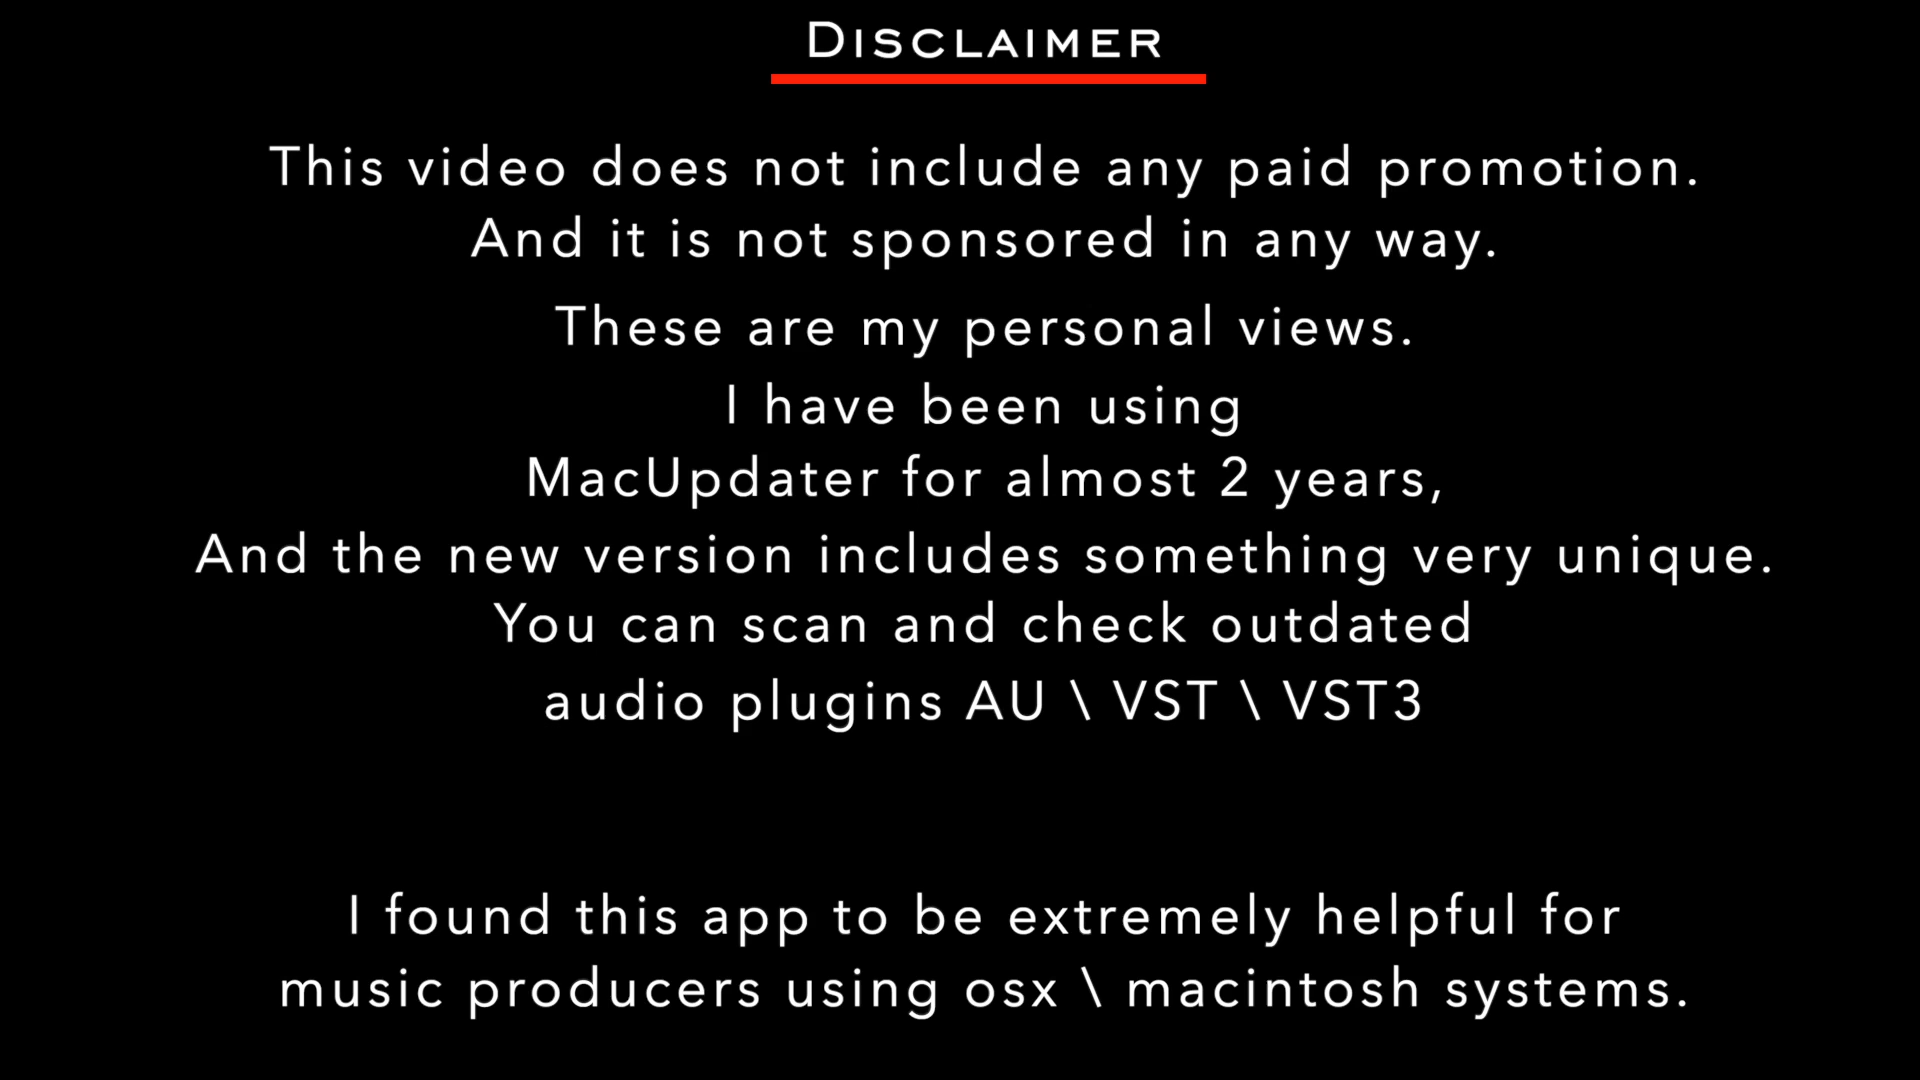 Disclaimer
This video does not include any paid promotion.
And it is not sponsored in any way.
These are my personal views.
I have been using
MacUpdater for almost 2 years,
And the new version includes something very unique.
You can scan and check outdated
audio plugins AU \ VST \ VST3
I found this app to be extremely helpful for
music producers using osx \ macintosh systems.